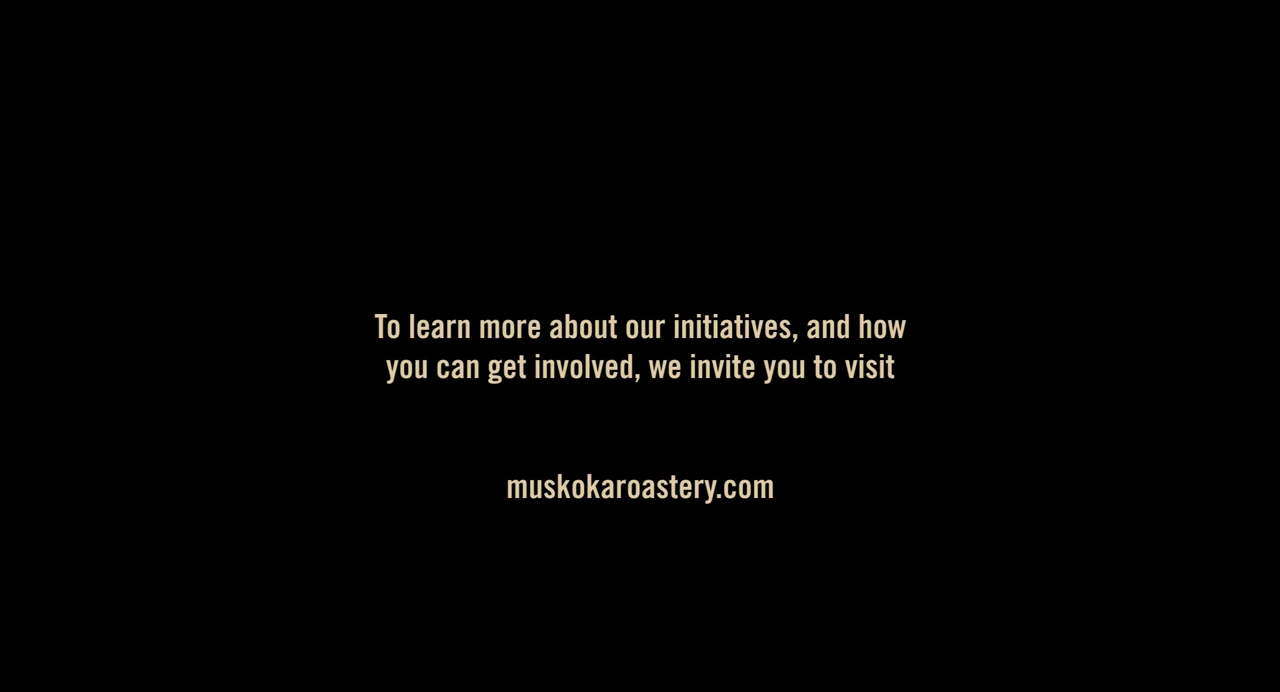 To learn more about our initiatives, and how
you can get involved, we invite you to visit
muskokaroastery.com